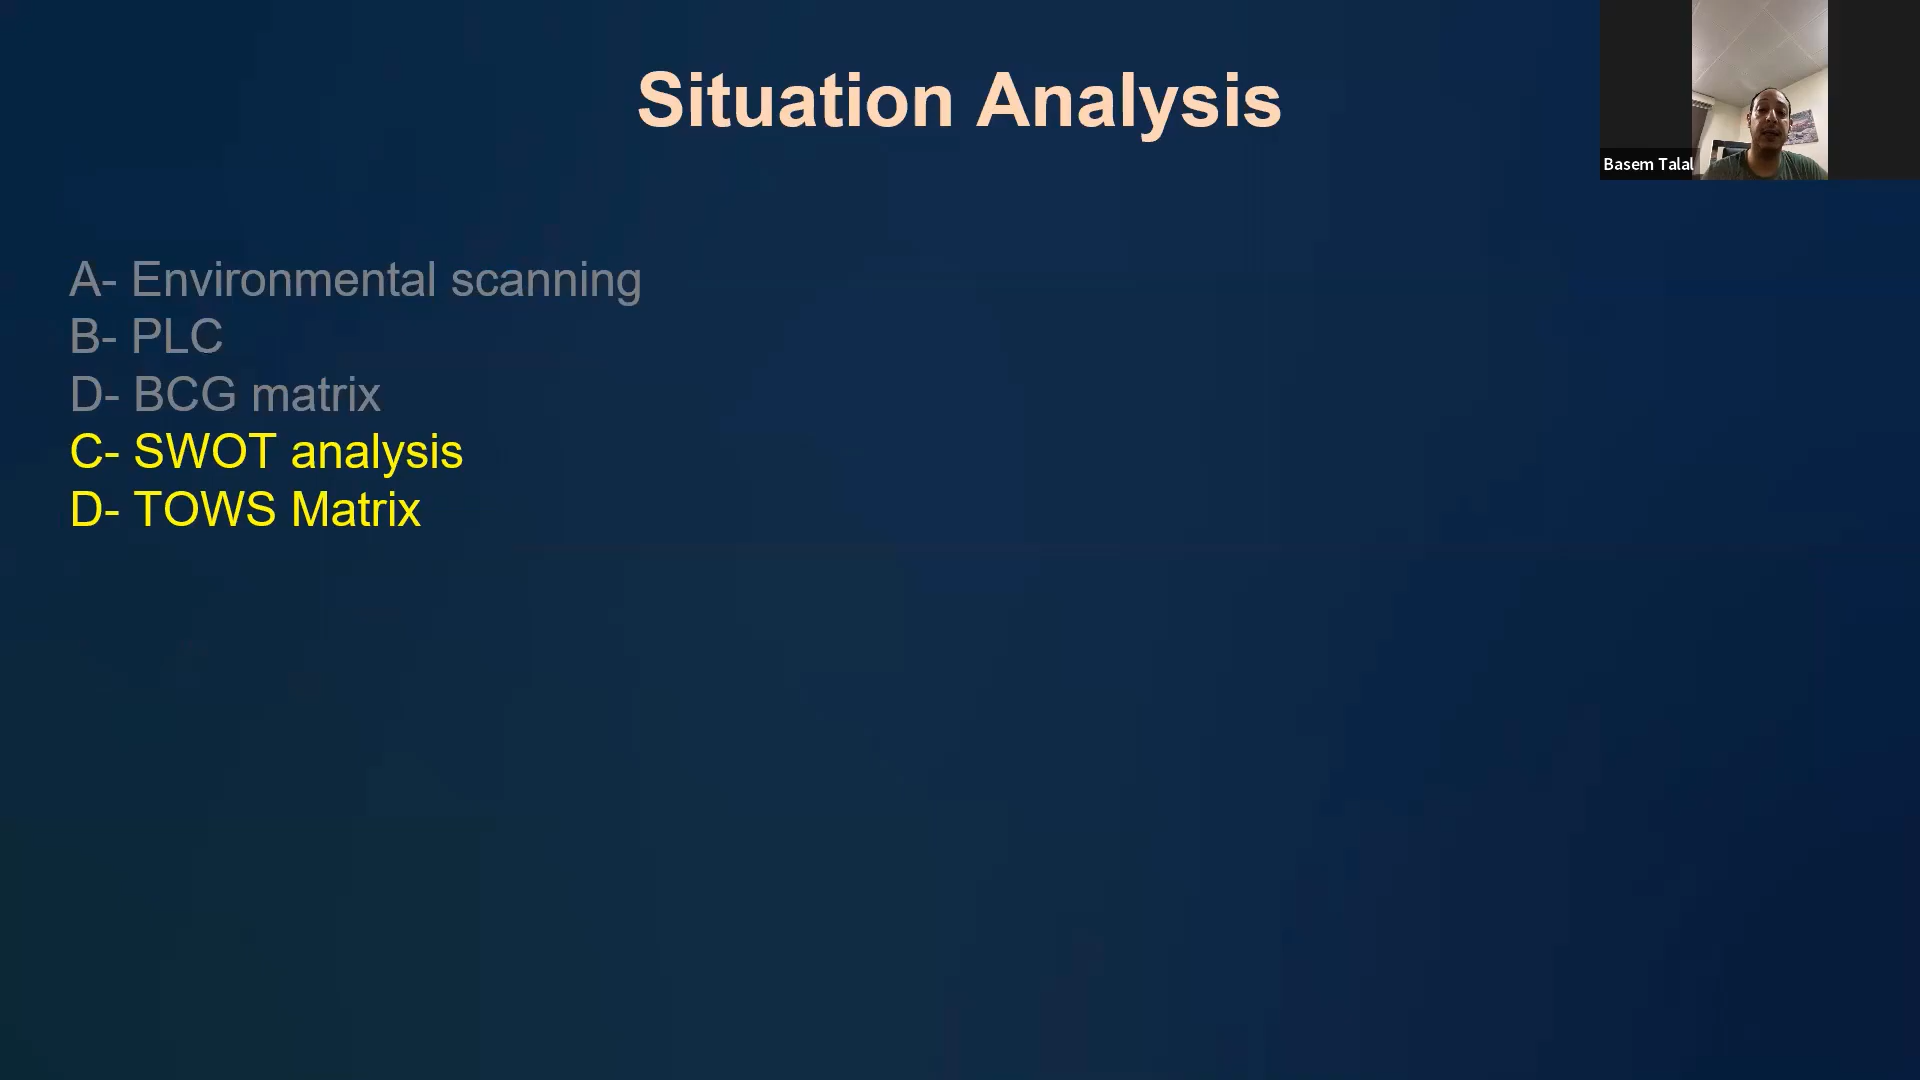 Situation Analysis
Basem Talal
A- Environmental scanning
B- PLC
D- BCG matrix
C- SWOT analysis
D- TOWS Matrix